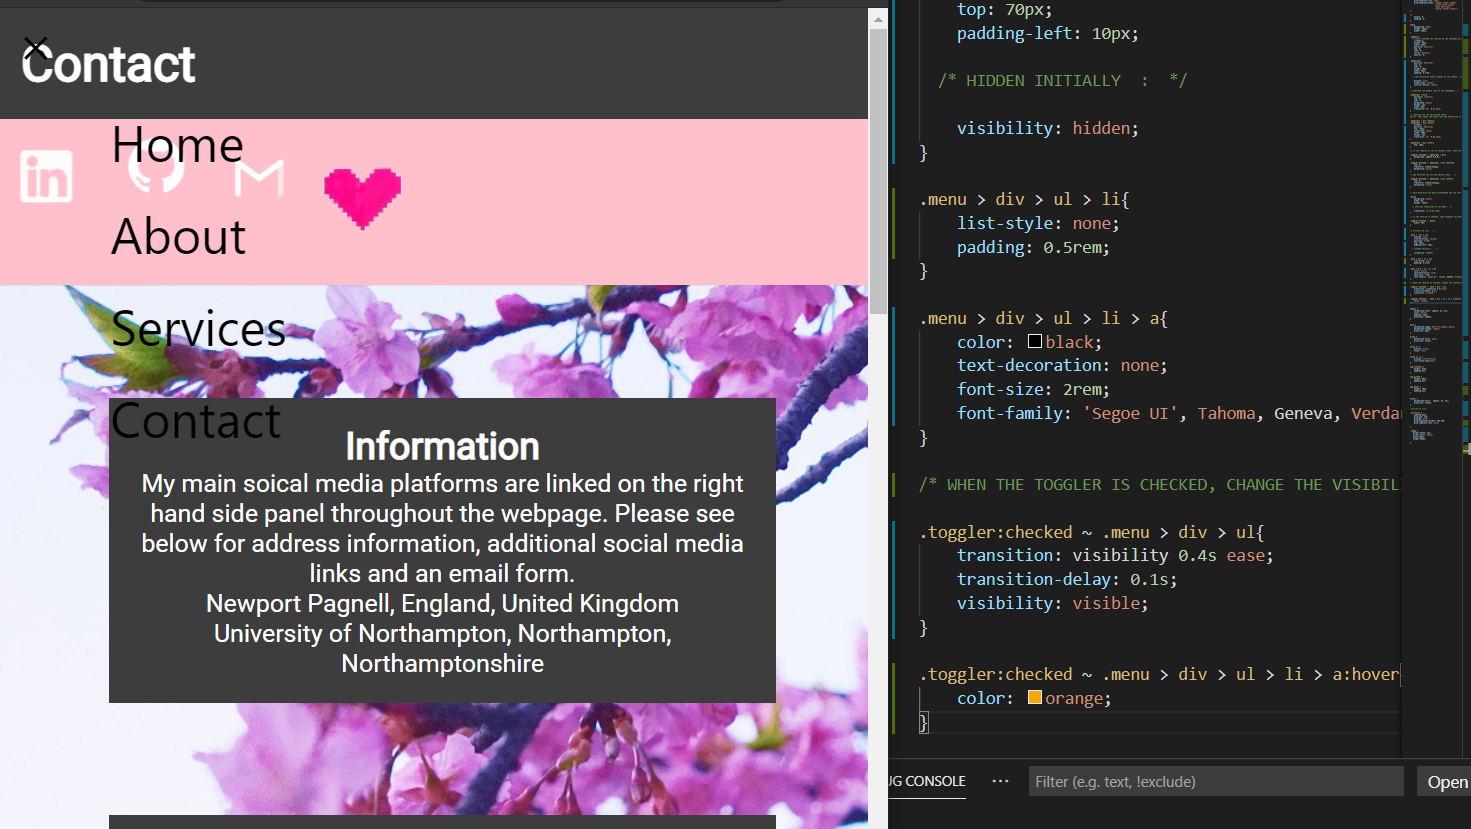 Contact
Home
About
Services
Contact
Information
My main soical media platforms are linked on the right
hand side panel throughout the webpage. Please see
below for address information, additional social media
links and an email form.
Newport Pagnell, England, United Kingdom
University of Northampton, Northampton,
Northamptonshire
top: 70px;
padding-left: 10px;
/* HIDDEN INITIALLY  :  */
visibility: hidden;
}
.menu > div > ul > li{
list-style: none;
padding: 0.5rem;
}
.menu > div > ul > li > a{
color: black;
text-decoration: none;
font-size: 2rem;
font-family: 'Segoe UI', Tahoma, Geneva, Verda
}
/* WHEN THE TOGGLER IS CHECKED, CHANGE THE VISIBIL
.toggler:checked ~ .menu > div > ul{
transition: visibility 0.4s ease;
transition-delay: 0.1s;
visibility: visible;
}
.toggler:checked ~ .menu > div > ul > li > a:hover
color: orange;
}
UG CONSOLE
Filter (e.g. text, !exclude)
Open